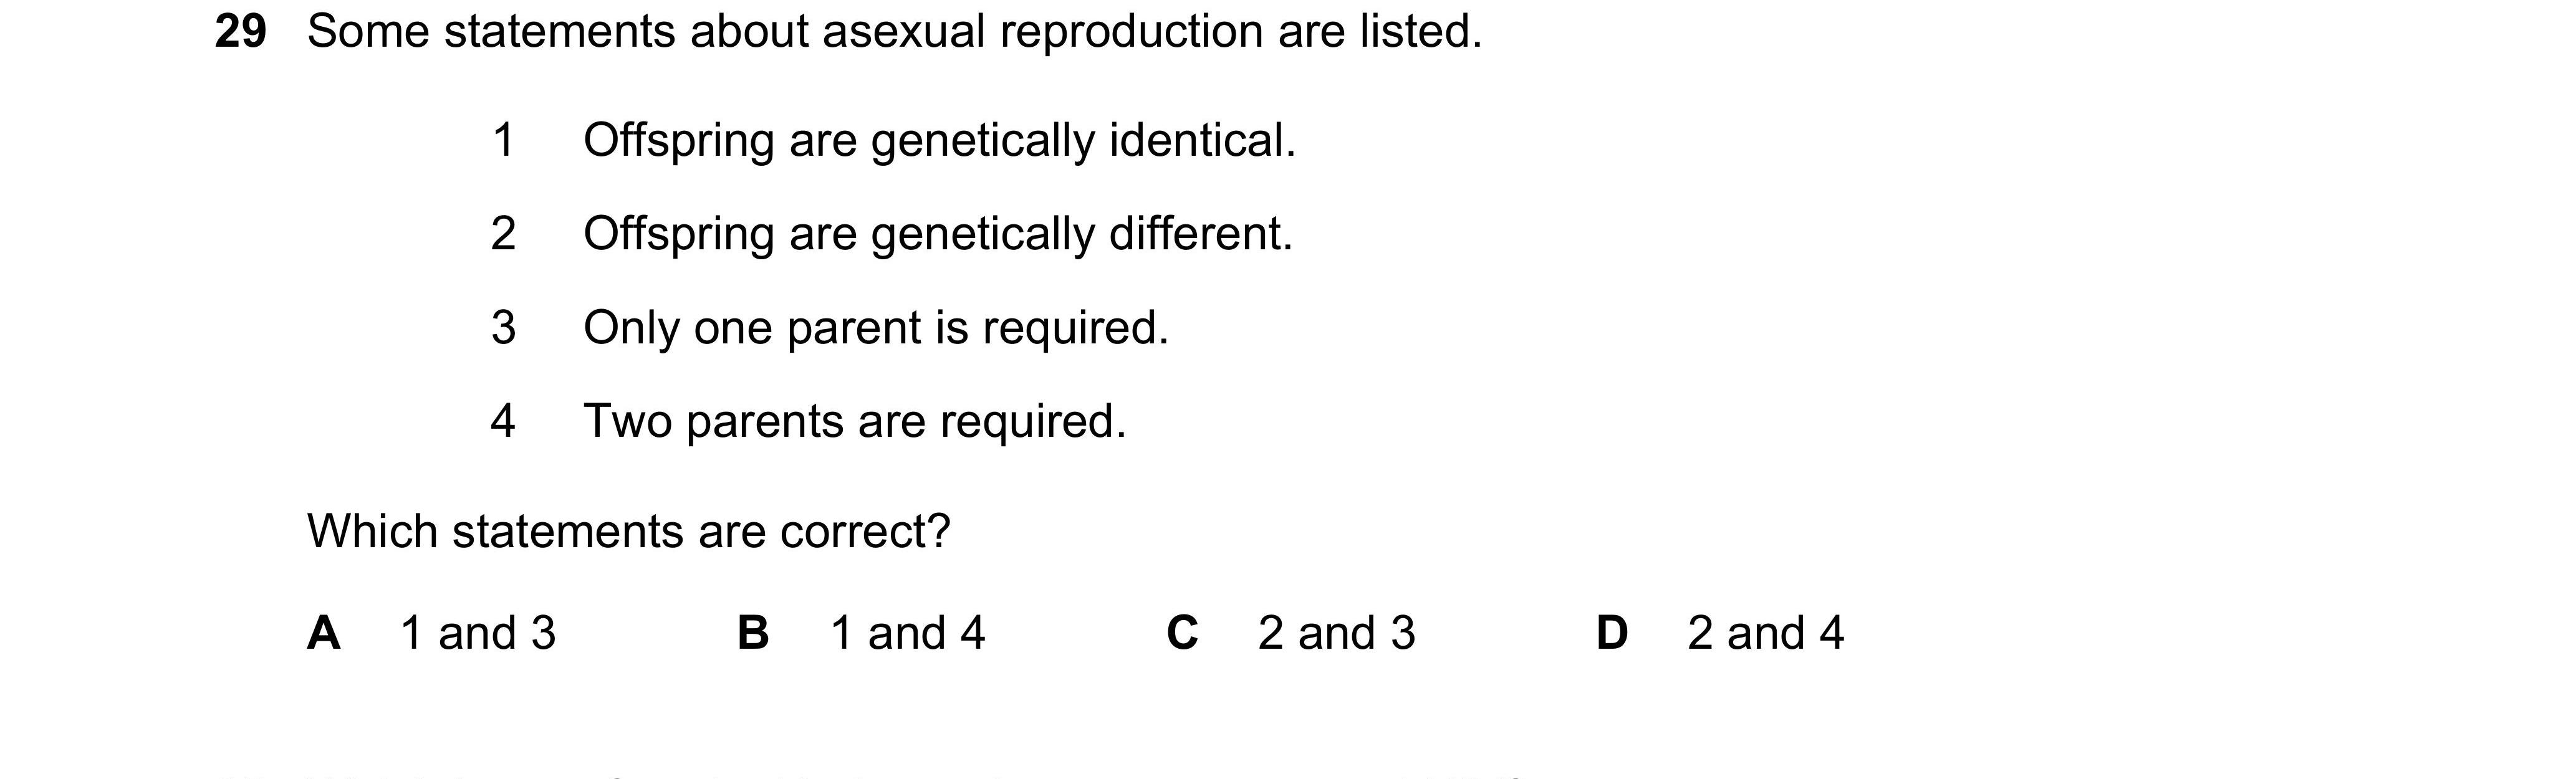 29 Some statements about asexual reproduction are listed.
1 Offspring are genetically identical.
2 Offspring are genetically different.
3 Only one parent is required.
4 Two parents are required.
Which statements are correct?
A 1 and 3 B 1 and 4 C 2 and 3 D 2 and 4